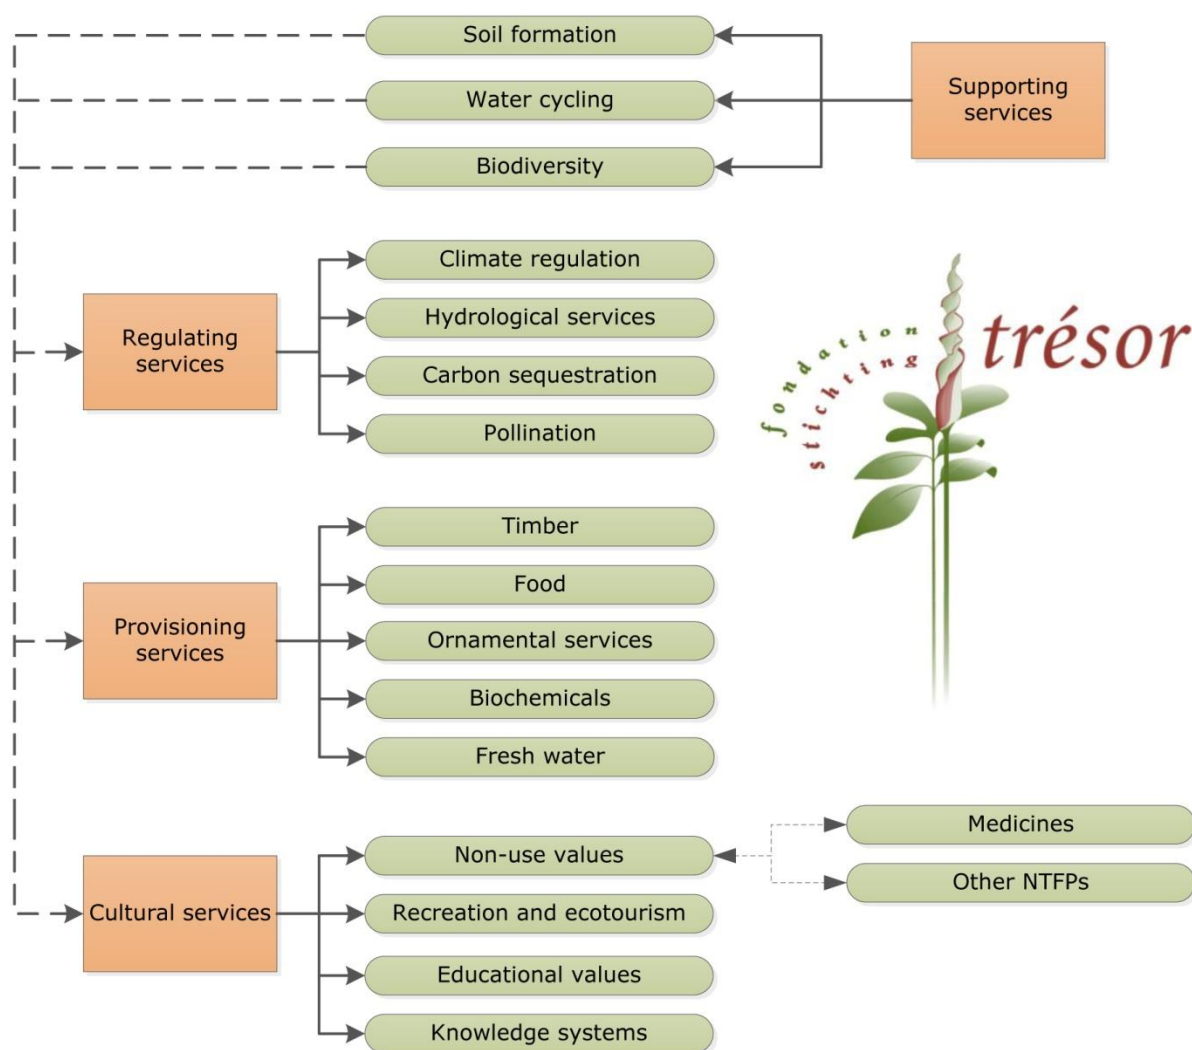 Soil formation
Water cycling
Biodiversity
Supporting
services
Climate regulation
Hydrological services
Carbon sequestration
Pollination
Regulating
services
fondation
stichting
trésor
Timber
Food
Ornamental services
Biochemicals
Fresh water
Provisioning
services
Non-use values
Recreation and ecotourism
Educational values
Knowledge systems
Cultural services
Medicines
Other NTFPs